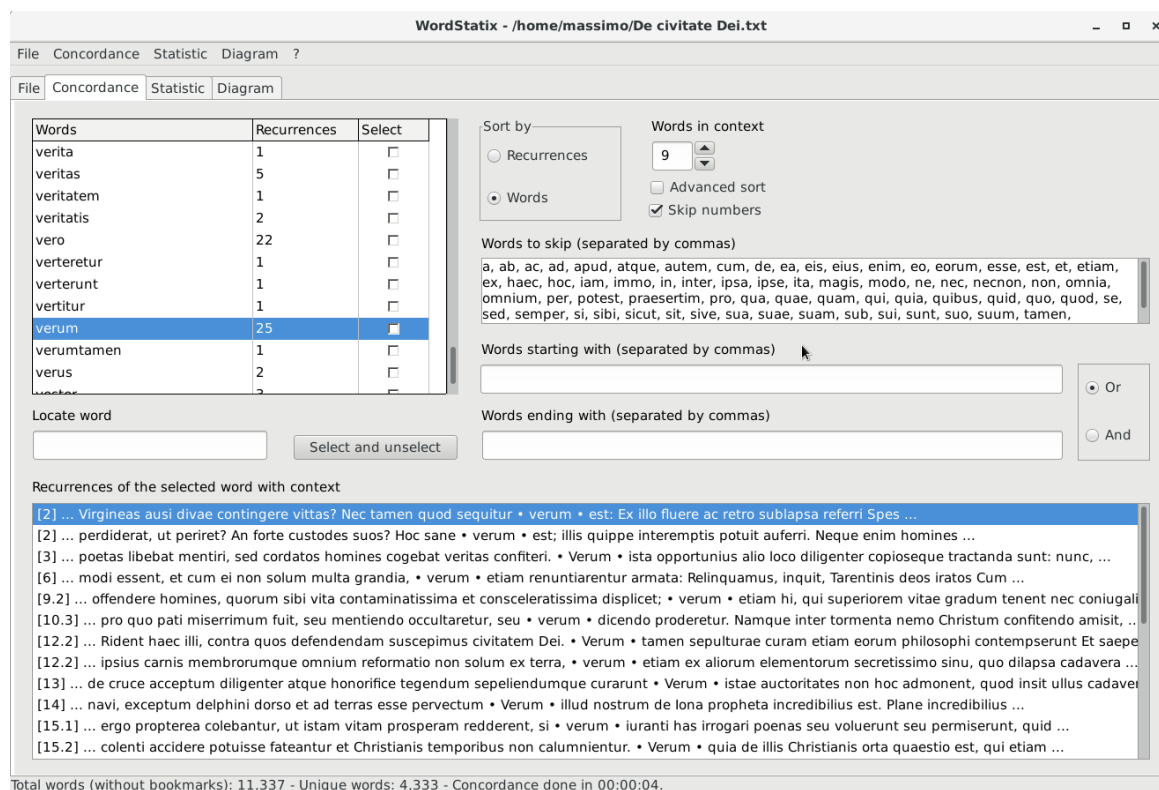 WordStatix - /home/massimo/De civitate Dei.txt
File Concordance Statistic Diagram ?
File Concordance Statistic Diagram
Words Recurrences Select
verita 1
veritas 5
veritatem 1
veritatis 2
vero 22
verteretur 1
verterunt 1
vertitur 1
verum 25
verumtamen 1
verus 2
Locate word
Select and unselect
Sort by
Recurrences
Words
Words in context
9
Advanced sort
Skip numbers
Words to skip (separated by commas)
a, ab, ac, ad, apud, atque, autem, cum, de, ea, eis, eius, enim, eo, eorum, esse, est, et, etiam,
ex, haec, hoc, iam, immo, in, inter, ipsa, ipse, ita, magis, modo, ne, nec, necnon, non, omnia,
omnium, per, potest, praesertim, pro, qua, quae, quam, qui, quia, quibus, quid, quo, quod, se,
sed, semper, si, sibi, sicut, sit, sive, sua, suae, suam, sub, sui, sunt, suo, suum, tamen,
Words starting with (separated by commas)
Words ending with (separated by commas)
Or
And
Recurrences of the selected word with context
[2] ... Virgineas ausi divae contingere vittas? Nec tamen quod sequitur • verum • est: Ex illo fluere ac retro sublapsa referri Spes ...
[2] ... perdiderat, ut periret? An forte custodes suos? Hoc sane • verum • est; illis quippe interemptis potuit auferri. Neque enim homines ...
[3] ... poetas libebat mentiri, sed cordatos homines cogebat veritas confiteri. • Verum • ista opportunius alio loco diligenter copioseque tractanda sunt: nunc, ...
[6] ... modi essent, et cum ei non solum multa grandia, • verum • etiam renuntiarentur armata: Relinquamus, inquit, Tarentinis deos iratos Cum ...
[9.2] ... offendere homines, quorum sibi vita contaminatissima et consceleratissima displicet; • verum • etiam hi, qui superiorem vitae gradum tenent nec coniugali
[10.3] ... pro quo pati miserrimum fuit, seu mentiendo occultaretur, seu • verum • dicendo proderetur. Namque inter tormenta nemo Christum confitendo amisit, ..
[12.2] ... Rident haec illi, contra quos defendendam suscepimus civitatem Dei. • Verum • tamen sepulturae curam etiam eorum philosophi contempserunt Et saepe
[12.2] ... ipsius carnis membrorumque omnium reformatio non solum ex terra, • verum • etiam ex aliorum elementorum secretissimo sinu, quo dilapsa cadavera ...
[13] ... de cruce acceptum diligenter atque honorifice tegendum sepeliendumque curarunt • Verum • istae auctoritates non hoc admonent, quod insit ullus cadaver
[14] ... navi, exceptum delphini dorso et ad terras esse pervectum • Verum • illud nostrum de Iona propheta incredibilius est. Plane incredibilius ...
[15.1] ... ergo propterea colebantur, ut istam vitam prosperam redderent, si • verum • iuranti has irrogari poenas seu voluerunt seu permiserunt, quid ...
[15.2] ... colenti accidere potuisse fateantur et Christianis temporibus non calumnientur. • Verum • quia de illis Christianis orta quaestio est, qui etiam ...
Total words (without bookmarks): 11.337 - Unique words: 4.333 - Concordance done in 00:00:04.